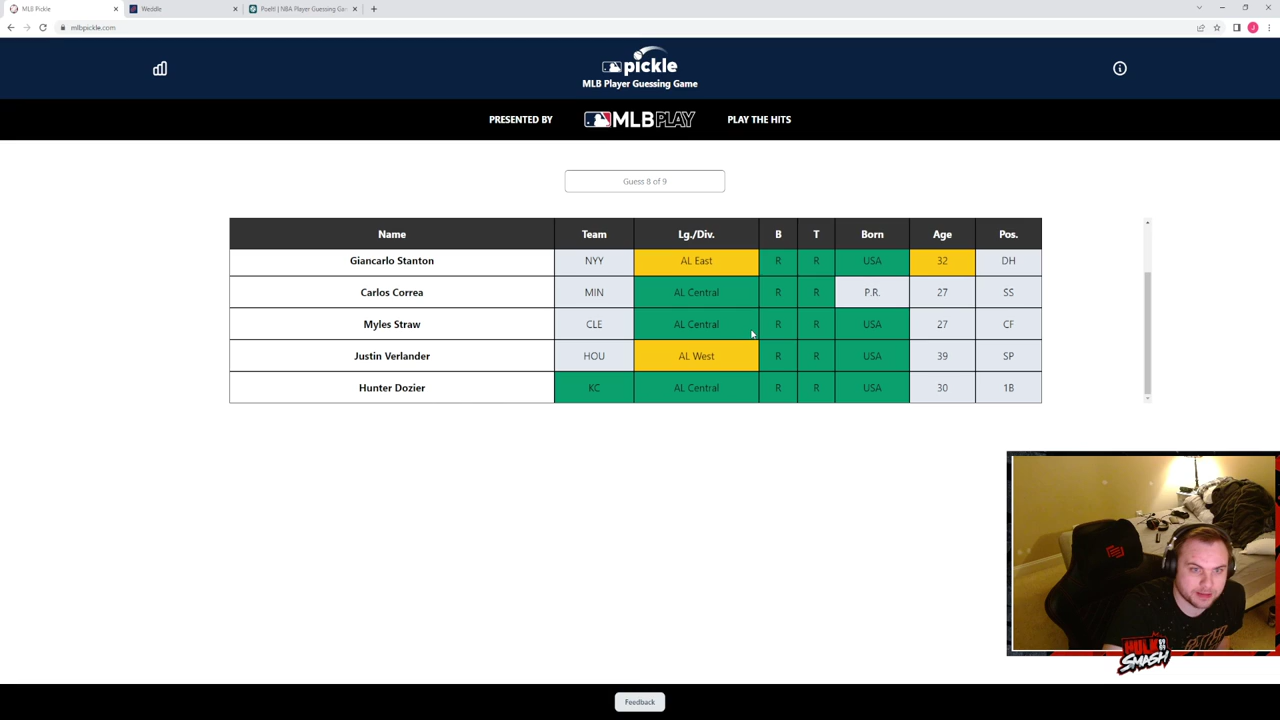 MLB Pickle
Weddle
Poeltl | NBA Player Guessing Ga
mlbpickle.com
J
pickle
MLB Player Guessing Game
PRESENTED BY MLB PLAY PLAY THE HITS
Guess 8 of 9
Name Team Lg./Div. B T Born Age Pos.
Giancarlo Stanton NYY AL East R R USA 32 DH
Carlos Correa MIN AL Central R R P.R. 27 SS
Myles Straw CLE AL Central R R USA 27 CF
Justin Verlander HOU AL West R R USA 39 SP
Hunter Dozier KC AL Central R R USA 30 1B
HULK
SMASH
Feedback